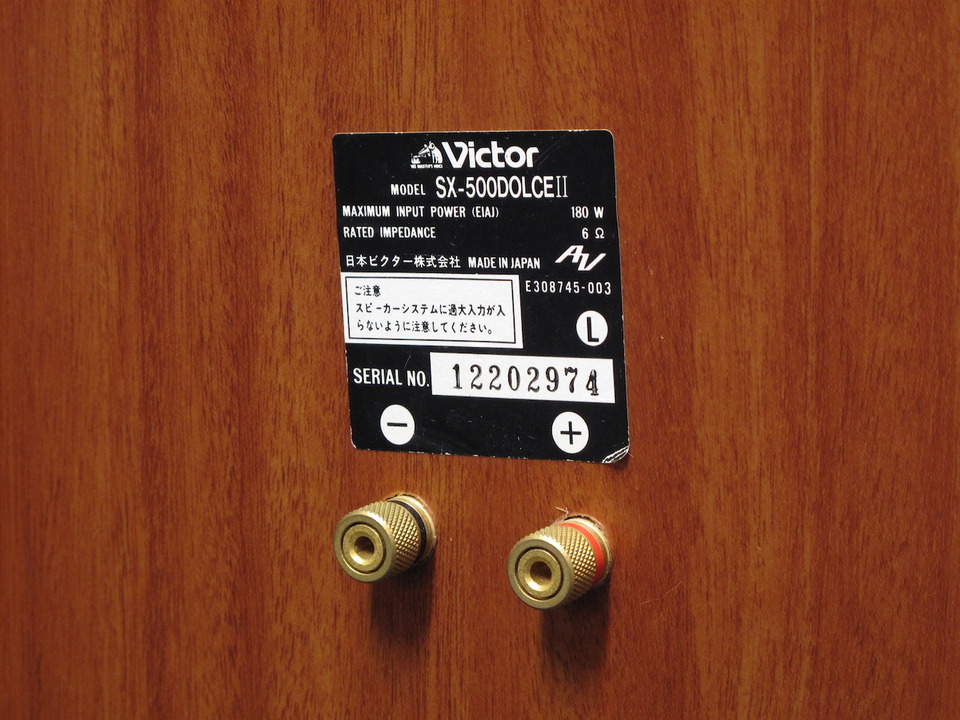 Victor
MODEL SX-500DOLCEII
MAXIMUM INPUT POWER (EIAJ) 180 W
RATED IMPEDANCE 6 Ω
日本ビクター株式会社 MADE IN JAPAN AV
E308745-003
ご注意
スピーカーシステムに過大入力が入
らないように注意してください。
L
SERIAL NO. 12202974
− +